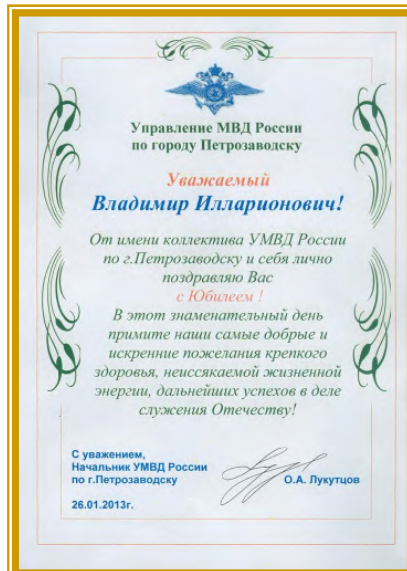 Управление МВД России
по городу Петрозаводску
Уважаемый
Владимир Илларионович!
От имени коллектива УМВД России
по г.Петрозаводску и себя лично
поздравляю Вас
с Юбилеем !
В этот знаменательный день
примите наши самые добрые и
искренние пожелания крепкого
здоровья, неиссякаемой жизненной
энергии, дальнейших успехов в деле
служения Отечеству!
С уважением,
Начальник УМВД России
по г.Петрозаводску
О.А. Лукутцов
26.01.2013г.